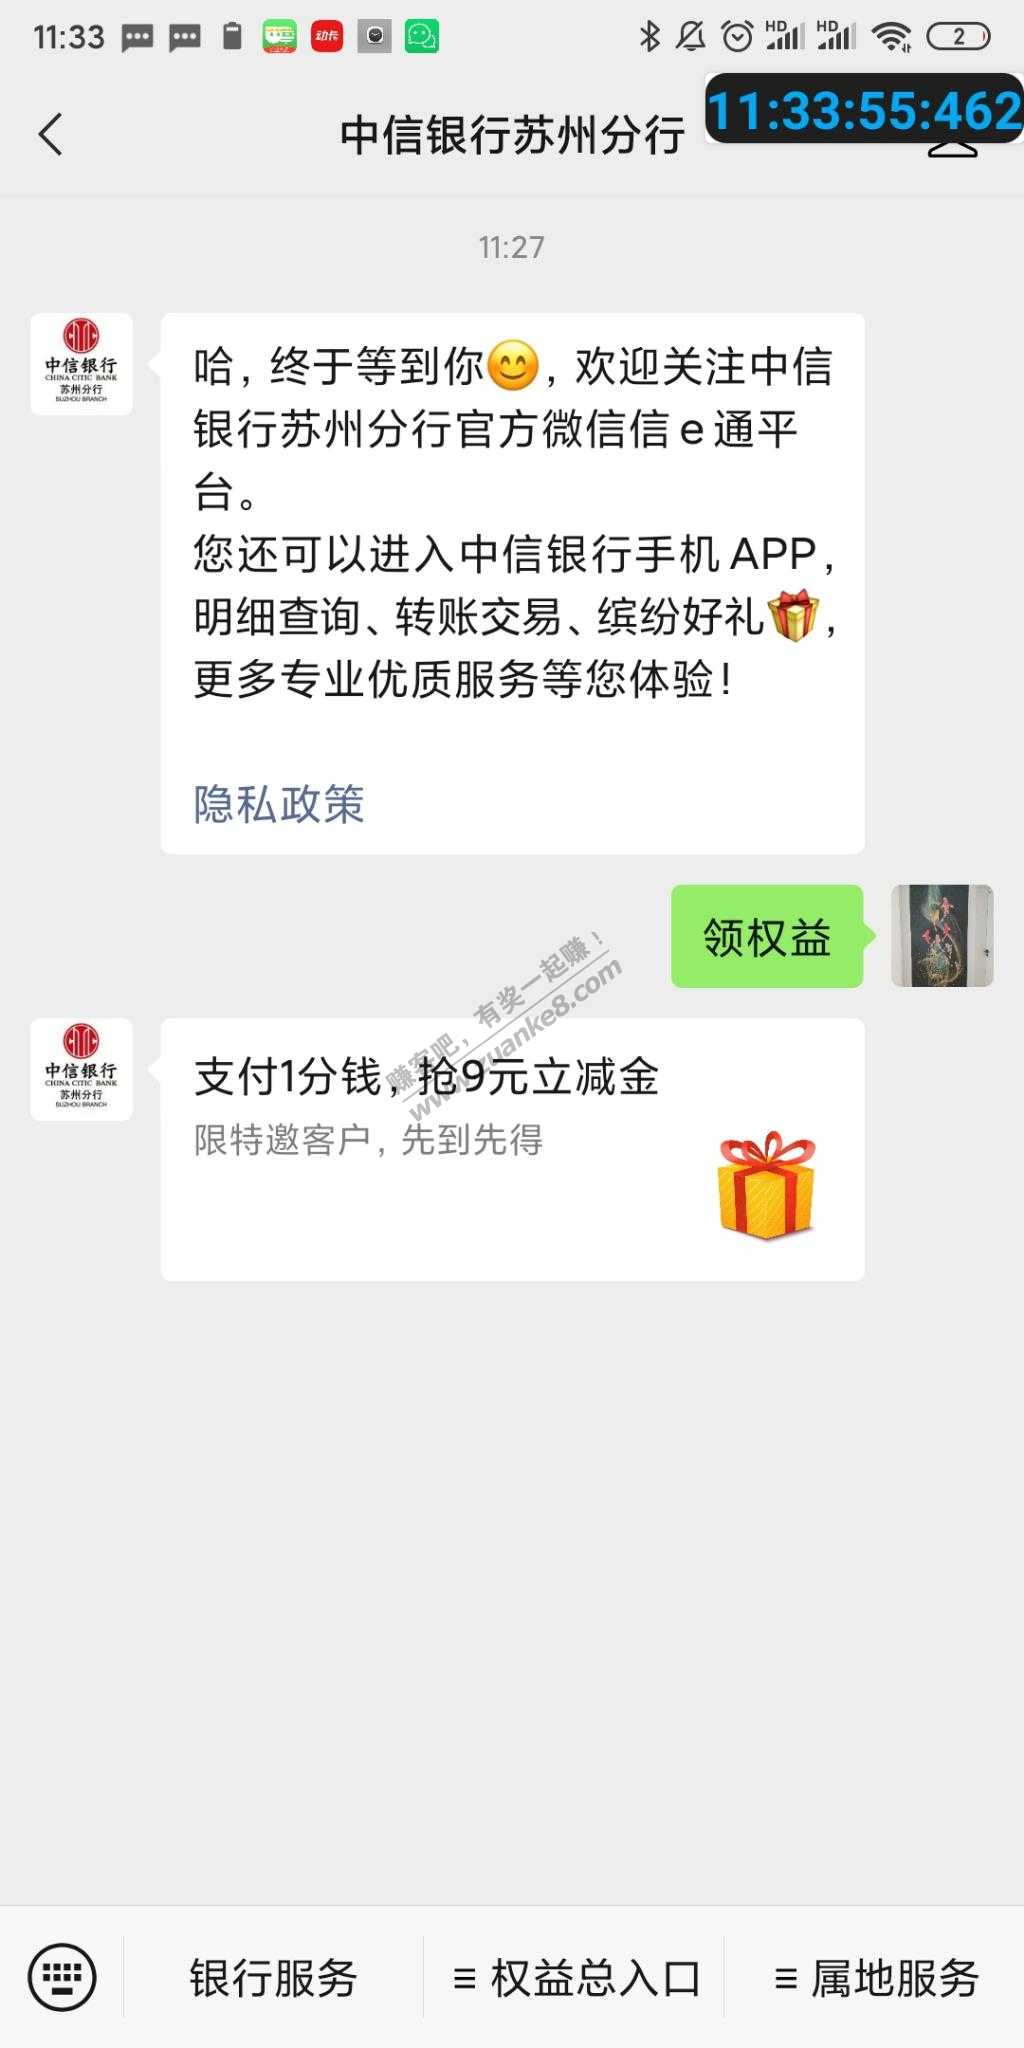 11:33
动卡
HD
HD
2
11:33:55:462
中信银行苏州分行
11:27
中信银行
CHINA CITIC BANK
苏州分行
SUZHOU BRANCH
哈，终于等到你😊，欢迎关注中信
银行苏州分行官方微信信e通平
台。
您还可以进入中信银行手机APP，
明细查询、转账交易、缤纷好礼🎁，
更多专业优质服务等您体验！
隐私政策
领权益
中信银行
CHINA CITIC BANK
苏州分行
SUZHOU BRANCH
支付1分钱，抢9元立减金
限特邀客户，先到先得
赚客吧，有奖一起赚！
www.zuanke8.com
银行服务
权益总入口
属地服务